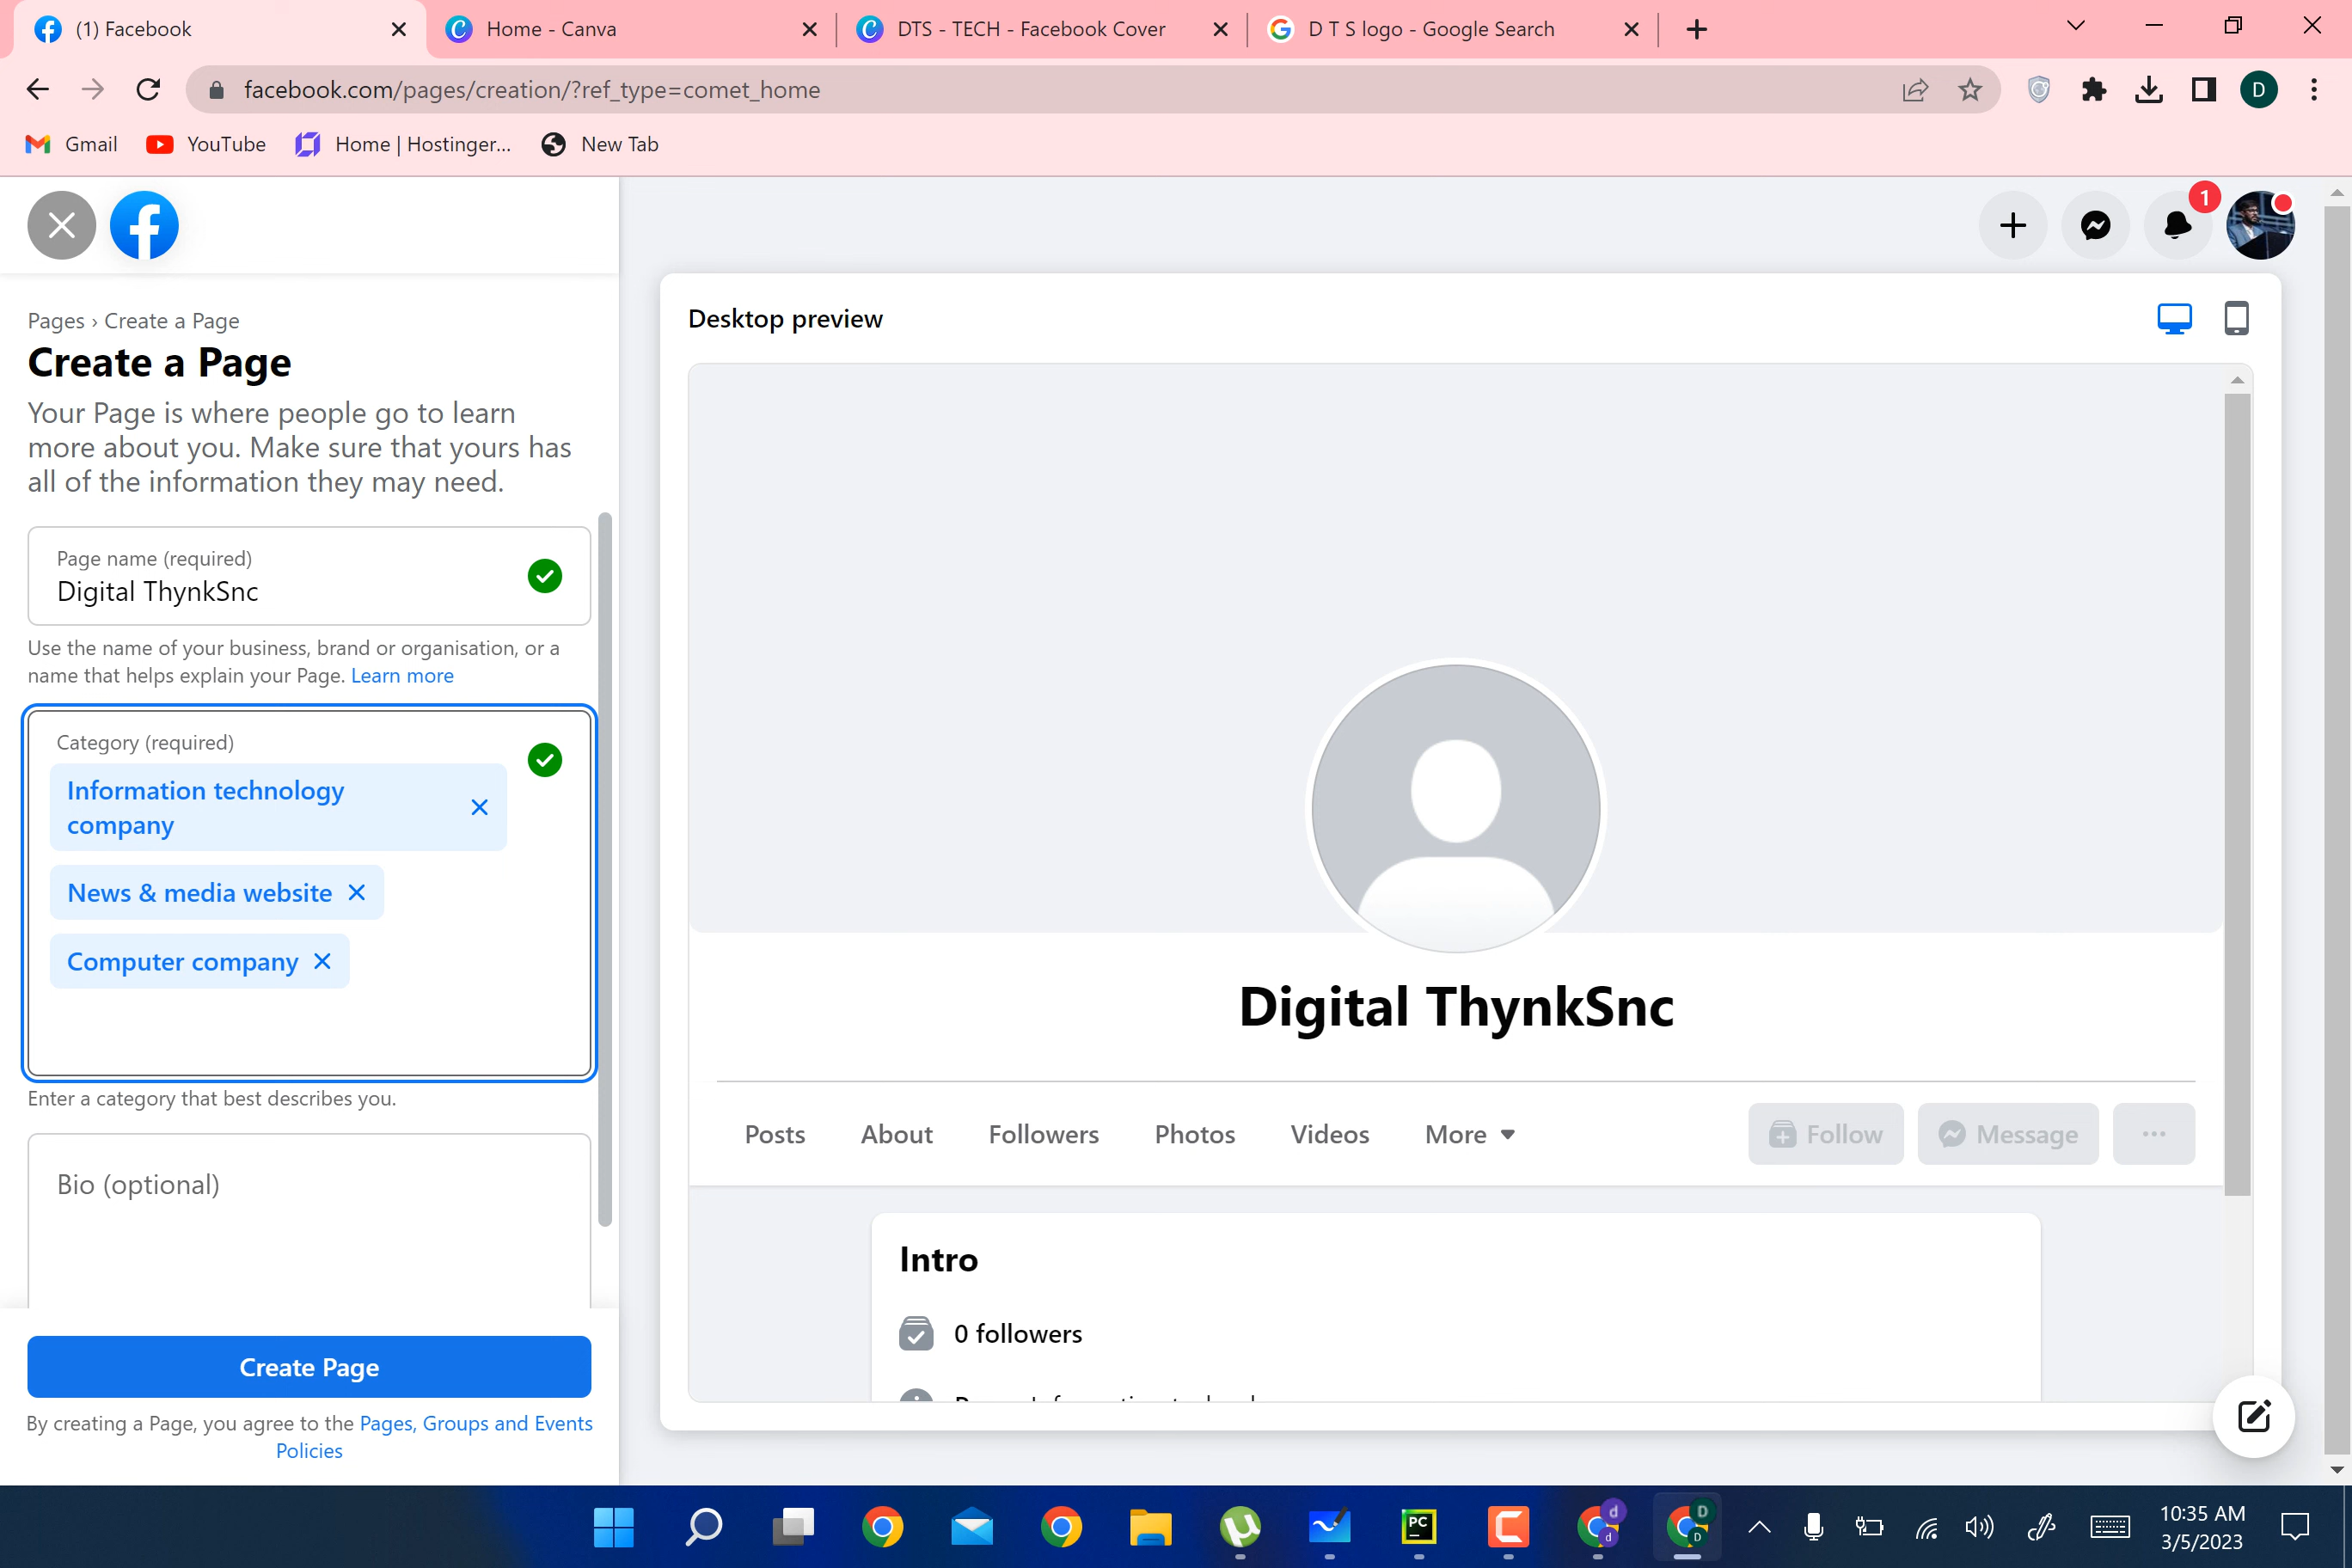 (1) Facebook
Home - Canva
DTS - TECH - Facebook Cover
D T S logo - Google Search
facebook.com/pages/creation/?ref_type=comet_home
D
Gmail
YouTube
Home | Hostinger...
New Tab
1
Pages › Create a Page
Create a Page
Your Page is where people go to learn
more about you. Make sure that yours has
all of the information they may need.
Page name (required)
Digital ThynkSnc
Use the name of your business, brand or organisation, or a
name that helps explain your Page. Learn more
Category (required)
Information technology
company
News & media website
Computer company
Enter a category that best describes you.
Bio (optional)
Create Page
By creating a Page, you agree to the Pages, Groups and Events
Policies
Desktop preview
Digital ThynkSnc
Posts
About
Followers
Photos
Videos
More
Follow
Message
Intro
0 followers
PC
d
d
D
D
10:35 AM
3/5/2023